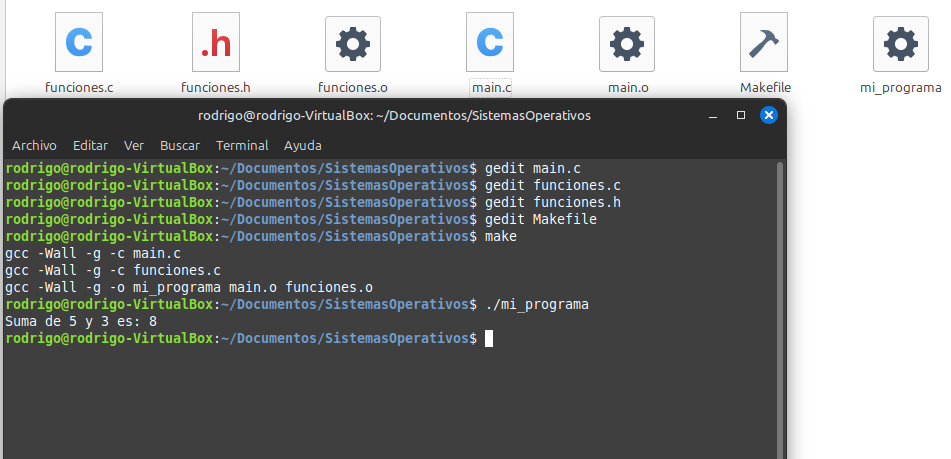 C .h C
funciones.c funciones.h funciones.o main.c main.o Makefile mi_programa
rodrigo@rodrigo-VirtualBox: ~/Documentos/SistemasOperativos
Archivo Editar Ver Buscar Terminal Ayuda
rodrigo@rodrigo-VirtualBox:~/Documentos/SistemasOperativos$ gedit main.c
rodrigo@rodrigo-VirtualBox:~/Documentos/SistemasOperativos$ gedit funciones.c
rodrigo@rodrigo-VirtualBox:~/Documentos/SistemasOperativos$ gedit funciones.h
rodrigo@rodrigo-VirtualBox:~/Documentos/SistemasOperativos$ gedit Makefile
rodrigo@rodrigo-VirtualBox:~/Documentos/SistemasOperativos$ make
gcc -Wall -g -c main.c
gcc -Wall -g -c funciones.c
gcc -Wall -g -o mi_programa main.o funciones.o
rodrigo@rodrigo-VirtualBox:~/Documentos/SistemasOperativos$ ./mi_programa
Suma de 5 y 3 es: 8
rodrigo@rodrigo-VirtualBox:~/Documentos/SistemasOperativos$